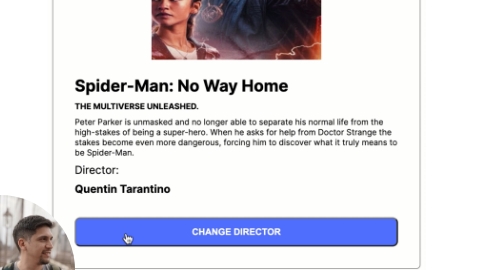 Spider-Man: No Way Home
THE MULTIVERSE UNLEASHED.
Peter Parker is unmasked and no longer able to separate his normal life from the
high-stakes of being a super-hero. When he asks for help from Doctor Strange the
stakes become even more dangerous, forcing him to discover what it truly means to
be Spider-Man.
Director:
Quentin Tarantino
CHANGE DIRECTOR